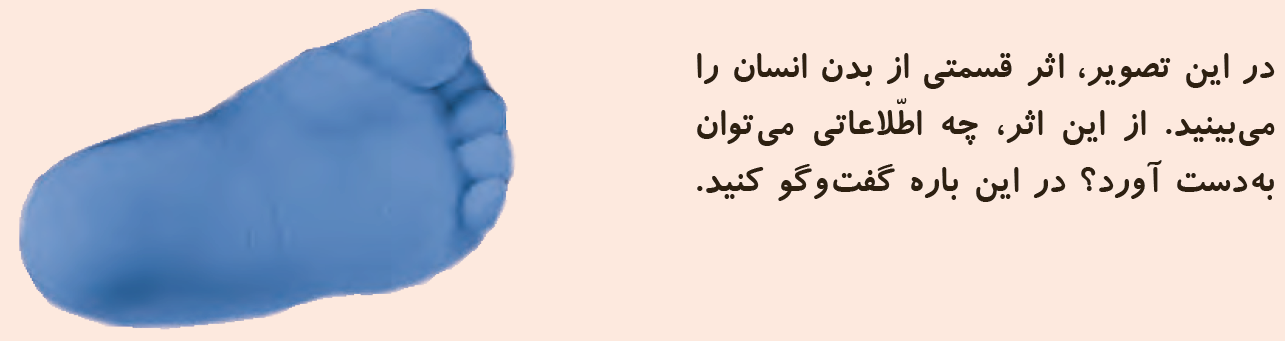 در این تصویر، اثر قسمتی از بدن انسان را
می‌بینید. از این اثر، چه اطّلاعاتی می‌توان
به‌دست آورد؟ در این باره گفت‌وگو کنید.